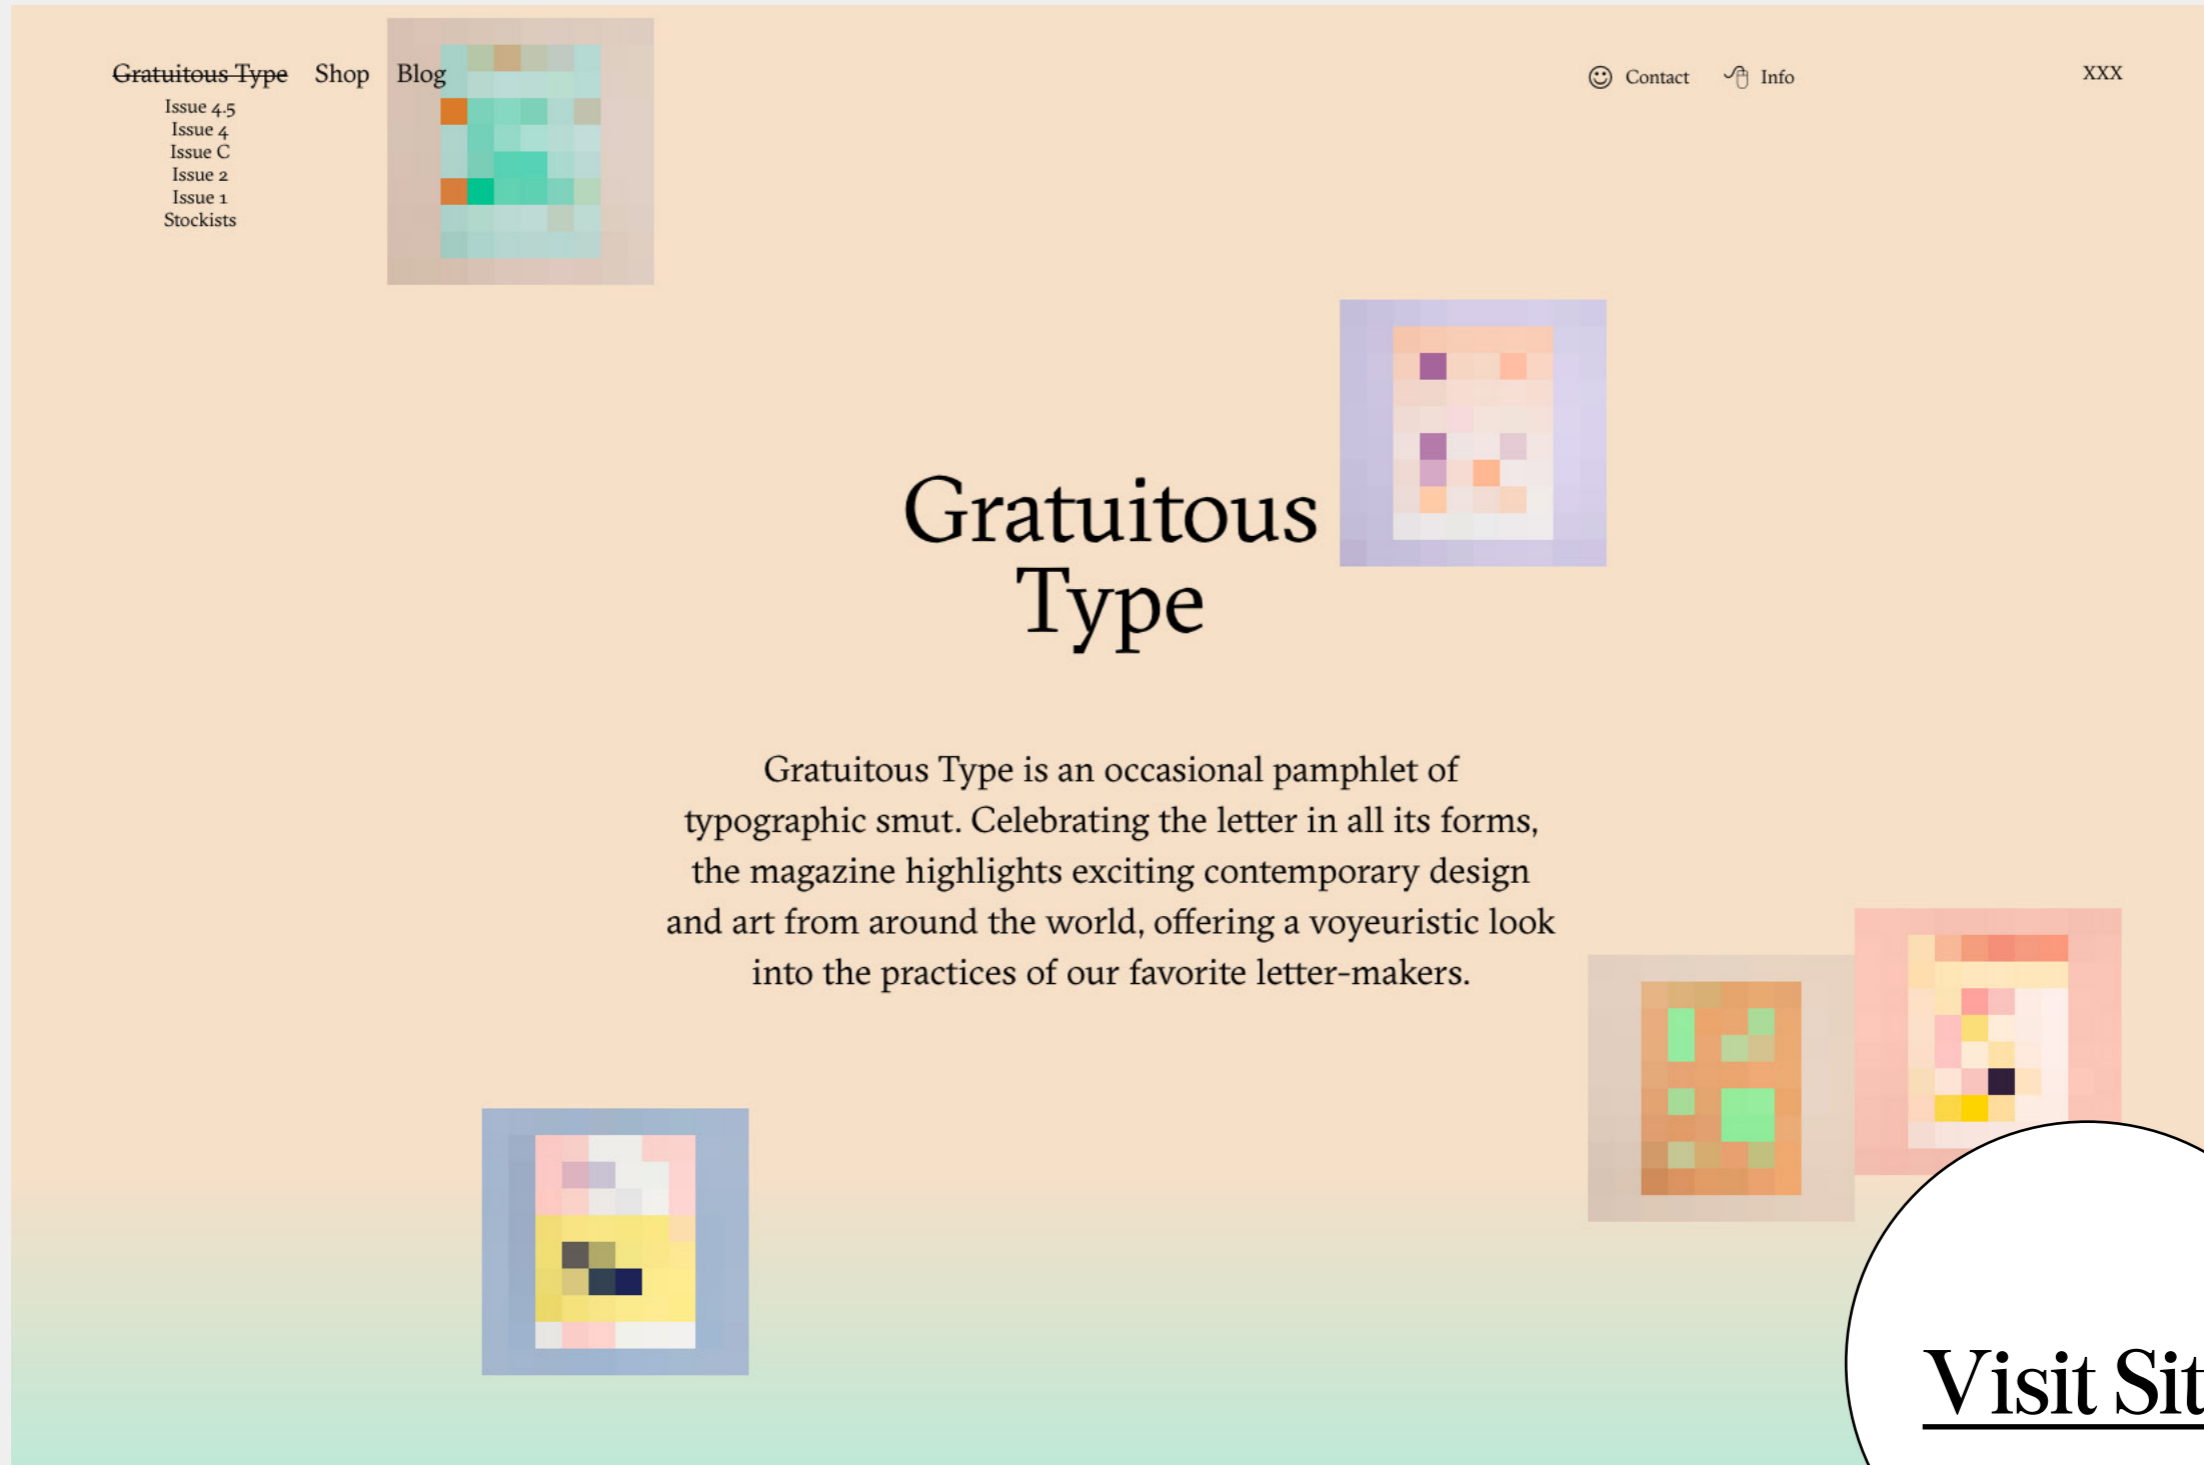 Gratuitous Type Shop Blog
Issue 4.5
Issue 4
Issue C
Issue 2
Issue 1
Stockists
Contact Info
XXX
Gratuitous
Type
Gratuitous Type is an occasional pamphlet of
typographic smut. Celebrating the letter in all its forms,
the magazine highlights exciting contemporary design
and art from around the world, offering a voyeuristic look
into the practices of our favorite letter-makers.
Visit Sit